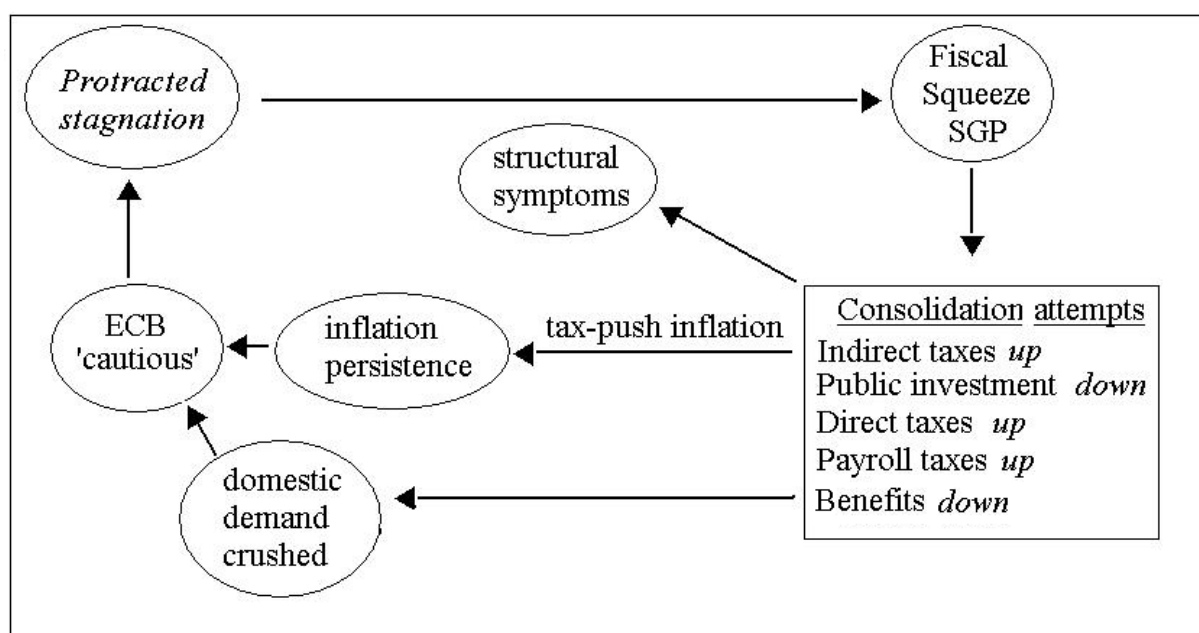 Protracted
stagnation
Fiscal
Squeeze
SGP
structural
symptoms
ECB
'cautious'
inflation
persistence
tax-push inflation
domestic
demand
crushed
Consolidation attempts
Indirect taxes up
Public investment down
Direct taxes up
Payroll taxes up
Benefits down